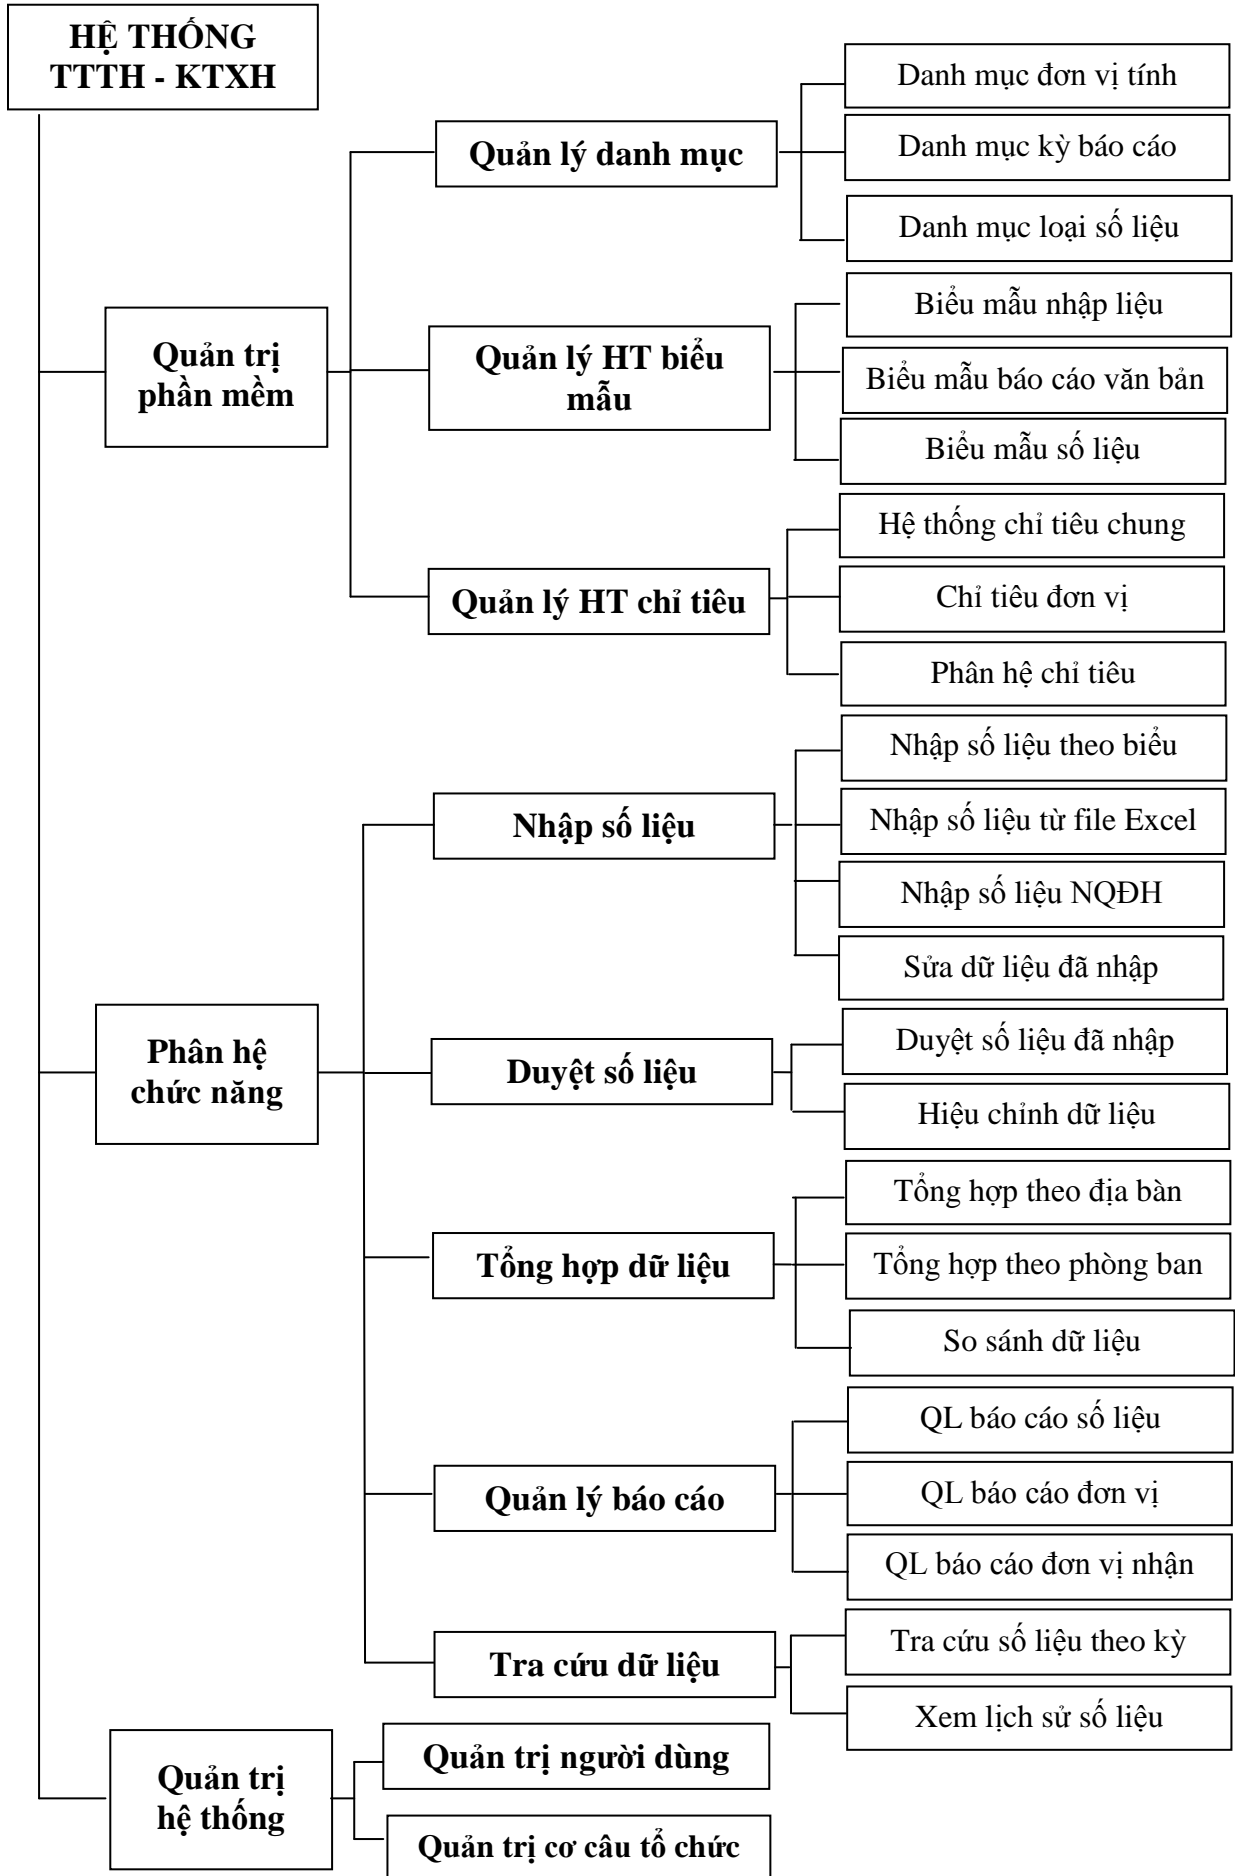 HỆ THỐNG
TTTH - KTXH
Quản trị
phần mềm
Quản lý danh mục
Danh mục đơn vị tính
Danh mục kỳ báo cáo
Danh mục loại số liệu
Quản lý HT biểu
mẫu
Biểu mẫu nhập liệu
Biểu mẫu báo cáo văn bản
Biểu mẫu số liệu
Quản lý HT chỉ tiêu
Hệ thống chỉ tiêu chung
Chỉ tiêu đơn vị
Phân hệ chỉ tiêu
Phân hệ
chức năng
Nhập số liệu
Nhập số liệu theo biểu
Nhập số liệu từ file Excel
Nhập số liệu NQĐH
Sửa dữ liệu đã nhập
Duyệt số liệu
Duyệt số liệu đã nhập
Hiệu chỉnh dữ liệu
Tổng hợp dữ liệu
Tổng hợp theo địa bàn
Tổng hợp theo phòng ban
So sánh dữ liệu
Quản lý báo cáo
QL báo cáo số liệu
QL báo cáo đơn vị
QL báo cáo đơn vị nhận
Tra cứu dữ liệu
Tra cứu số liệu theo kỳ
Xem lịch sử số liệu
Quản trị
hệ thống
Quản trị người dùng
Quản trị cơ câu tổ chức